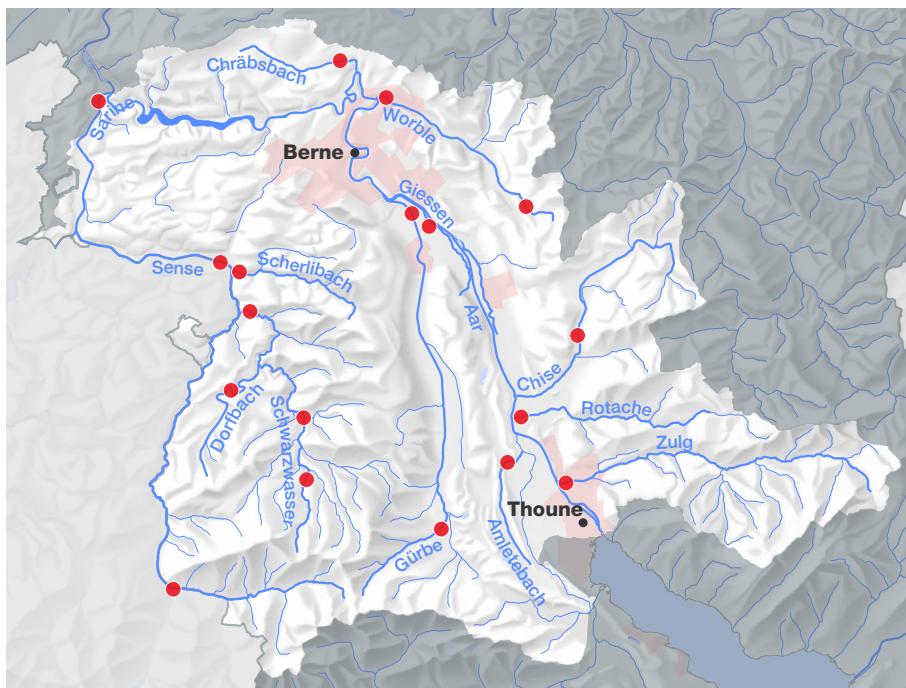 Chräbsbach
Sarine
Worble
Berne
Giessen
Sense
Scherlibach
Aar
Chise
Dorfbach
Schwarzwasser
Rotache
Zulg
Thoune
Gürbe
Amletebach